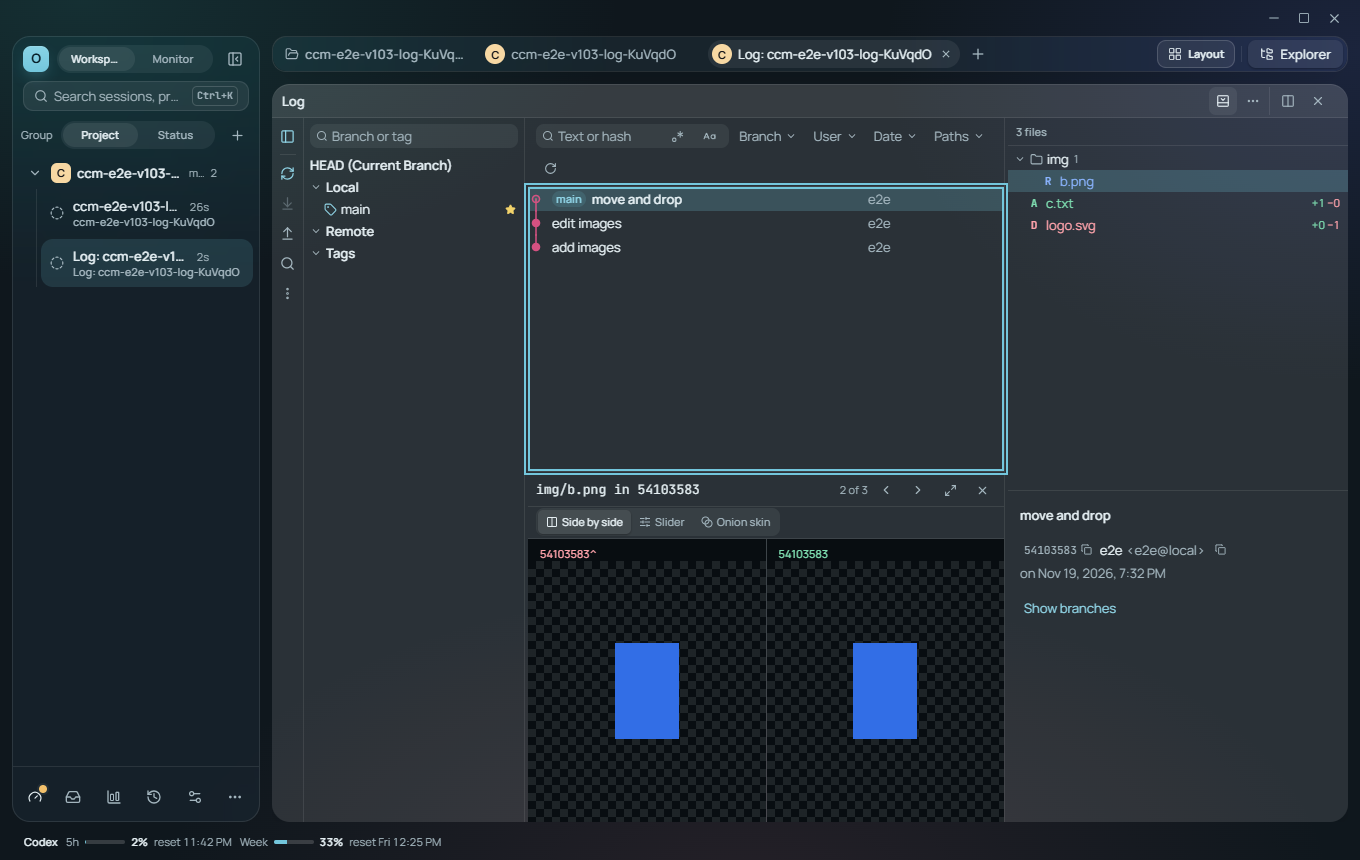 O Worksp... Monitor
Search sessions, pr... Ctrl+K
Group Project Status
C ccm-e2e-v103-... m... 2
ccm-e2e-v103-l... 26s
ccm-e2e-v103-log-KuVqdO
Log: ccm-e2e-v1... 2s
Log: ccm-e2e-v103-log-KuVqdO
ccm-e2e-v103-log-KuVq... C ccm-e2e-v103-log-KuVqdO C Log: ccm-e2e-v103-log-KuVqdO Layout Explorer
Log
Branch or tag
HEAD (Current Branch)
Local
main
Remote
Tags
Text or hash .* Aa Branch User Date Paths
main move and drop e2e
edit images e2e
add images e2e
img/b.png in 54103583 2 of 3
Side by side Slider Onion skin
54103583^ 54103583
3 files
img 1
R b.png
A c.txt +1 −0
D logo.svg +0 −1
move and drop
54103583 e2e <e2e@local>
on Nov 19, 2026, 7:32 PM
Show branches
Codex 5h 2% reset 11:42 PM Week 33% reset Fri 12:25 PM